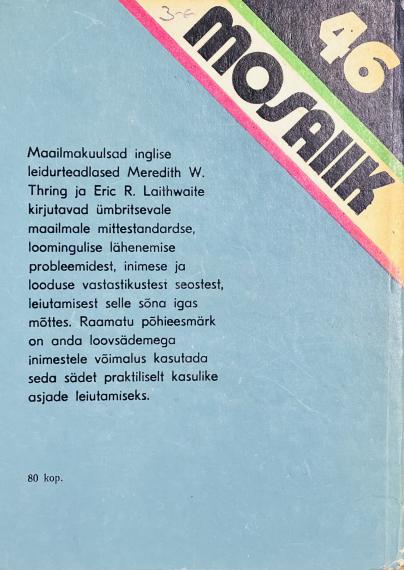 3-€
46
MOSAIIK
Maailmakuulsad inglise
leidurteadlased Meredith W.
Thring ja Eric R. Laithwaite
kirjutavad ümbritsevale
maailmale mittestandardse,
loomingulise lähenemise
probleemidest, inimese ja
looduse vastastikustest seostest,
leiutamisest selle sõna igas
mõttes. Raamatu põhieesmärk
on anda loovsädemega
inimestele võimalus kasutada
seda sädet praktiliselt kasulike
asjade leiutamiseks.
80 kop.